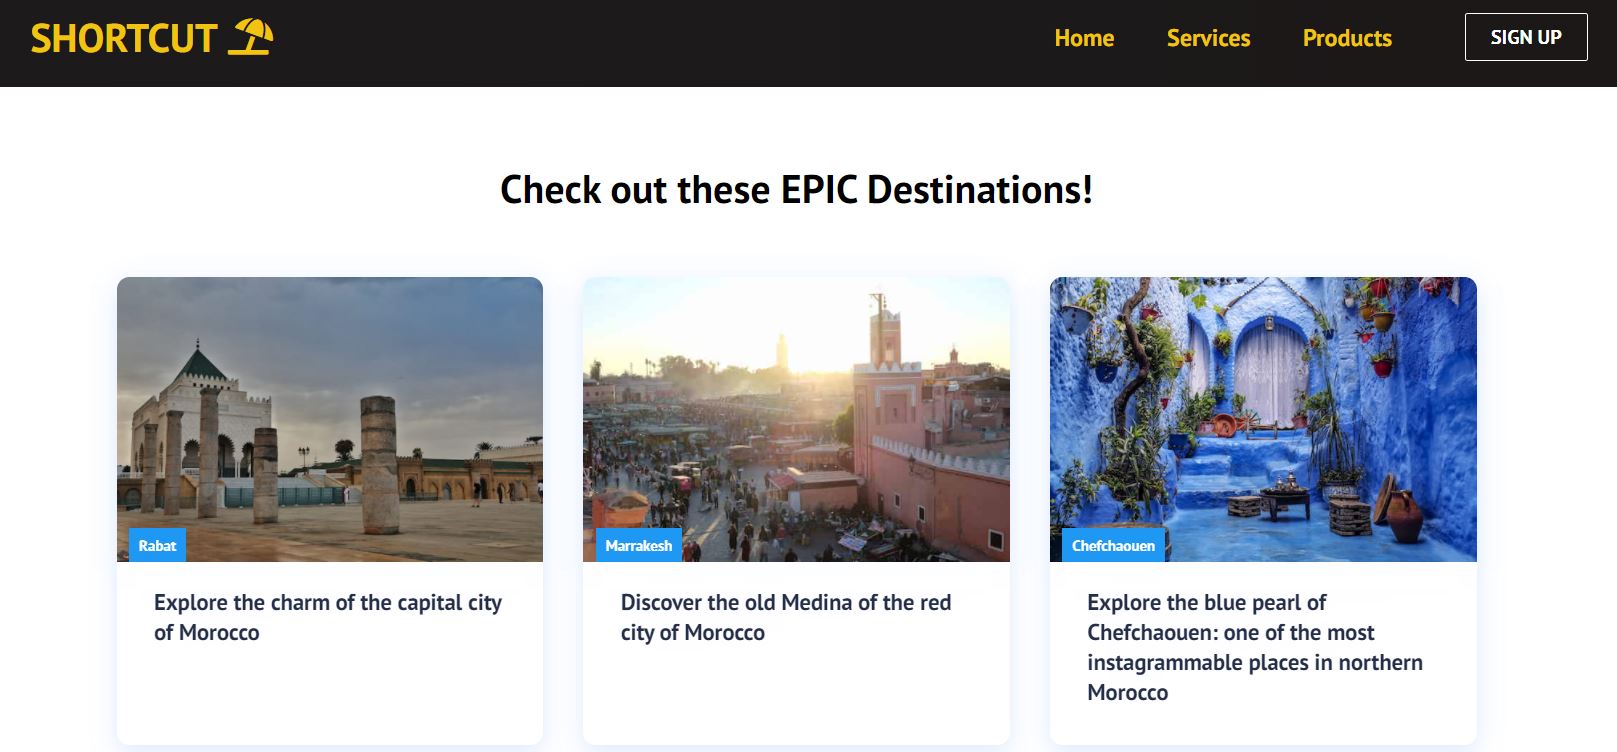 SHORTCUT
Home Services Products SIGN UP
Check out these EPIC Destinations!
Rabat
Explore the charm of the capital city
of Morocco
Marrakesh
Discover the old Medina of the red
city of Morocco
Chefchaouen
Explore the blue pearl of
Chefchaouen: one of the most
instagrammable places in northern
Morocco